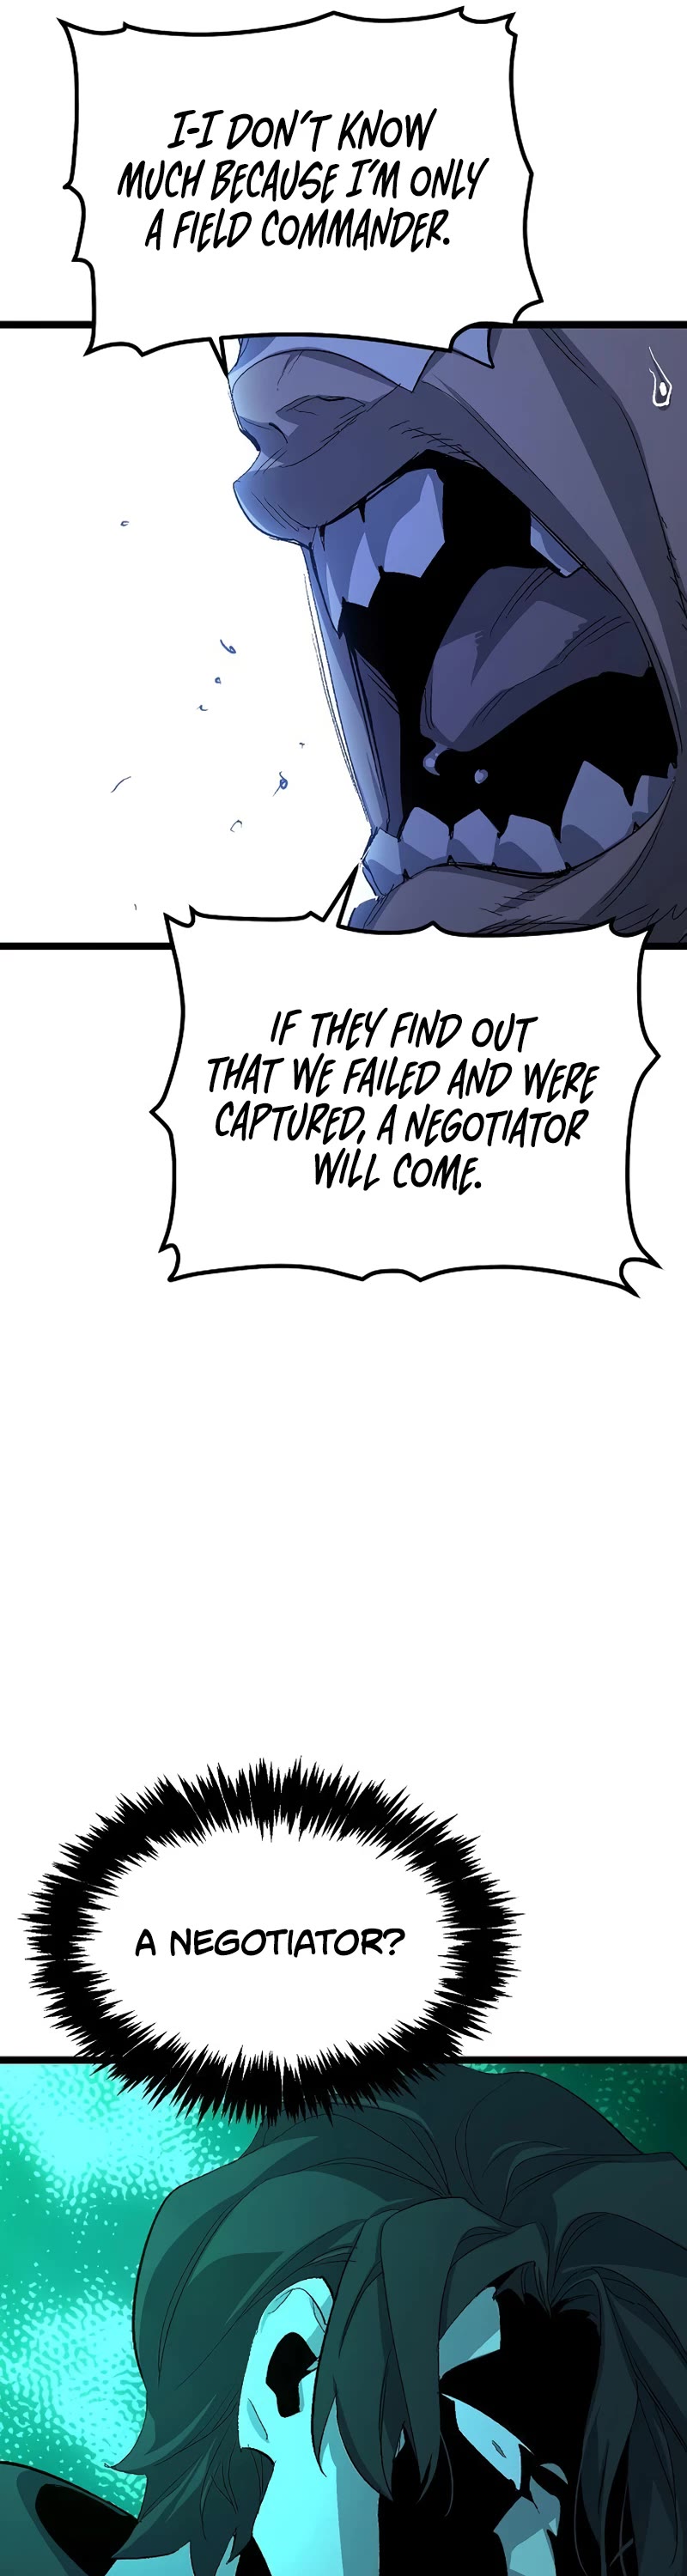 I-I DON'T KNOW
MUCH BECAUSE I'M ONLY
A FIELD COMMANDER.
IF THEY FIND OUT
THAT WE FAILED AND WERE
CAPTURED, A NEGOTIATOR
WILL COME.
A NEGOTIATOR?